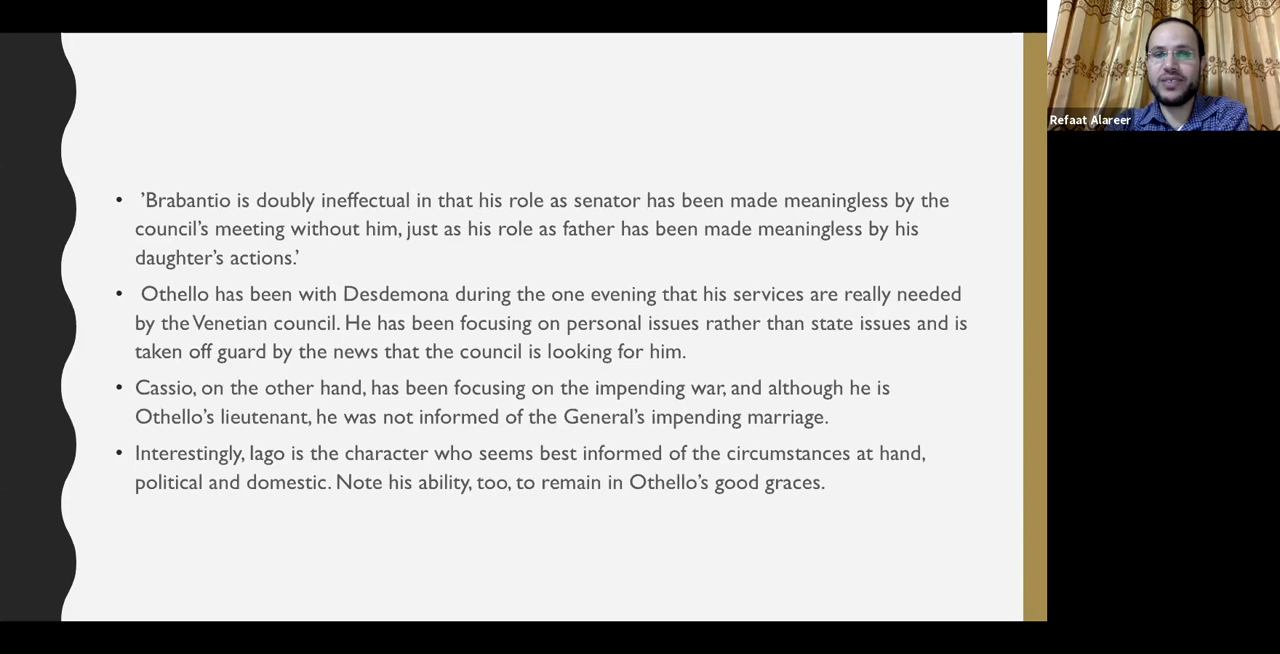 • ’Brabantio is doubly ineffectual in that his role as senator has been made meaningless by the
council’s meeting without him, just as his role as father has been made meaningless by his
daughter’s actions.’
• Othello has been with Desdemona during the one evening that his services are really needed
by the Venetian council. He has been focusing on personal issues rather than state issues and is
taken off guard by the news that the council is looking for him.
• Cassio, on the other hand, has been focusing on the impending war, and although he is
Othello’s lieutenant, he was not informed of the General’s impending marriage.
• Interestingly, Iago is the character who seems best informed of the circumstances at hand,
political and domestic. Note his ability, too, to remain in Othello’s good graces.
Refaat Alareer